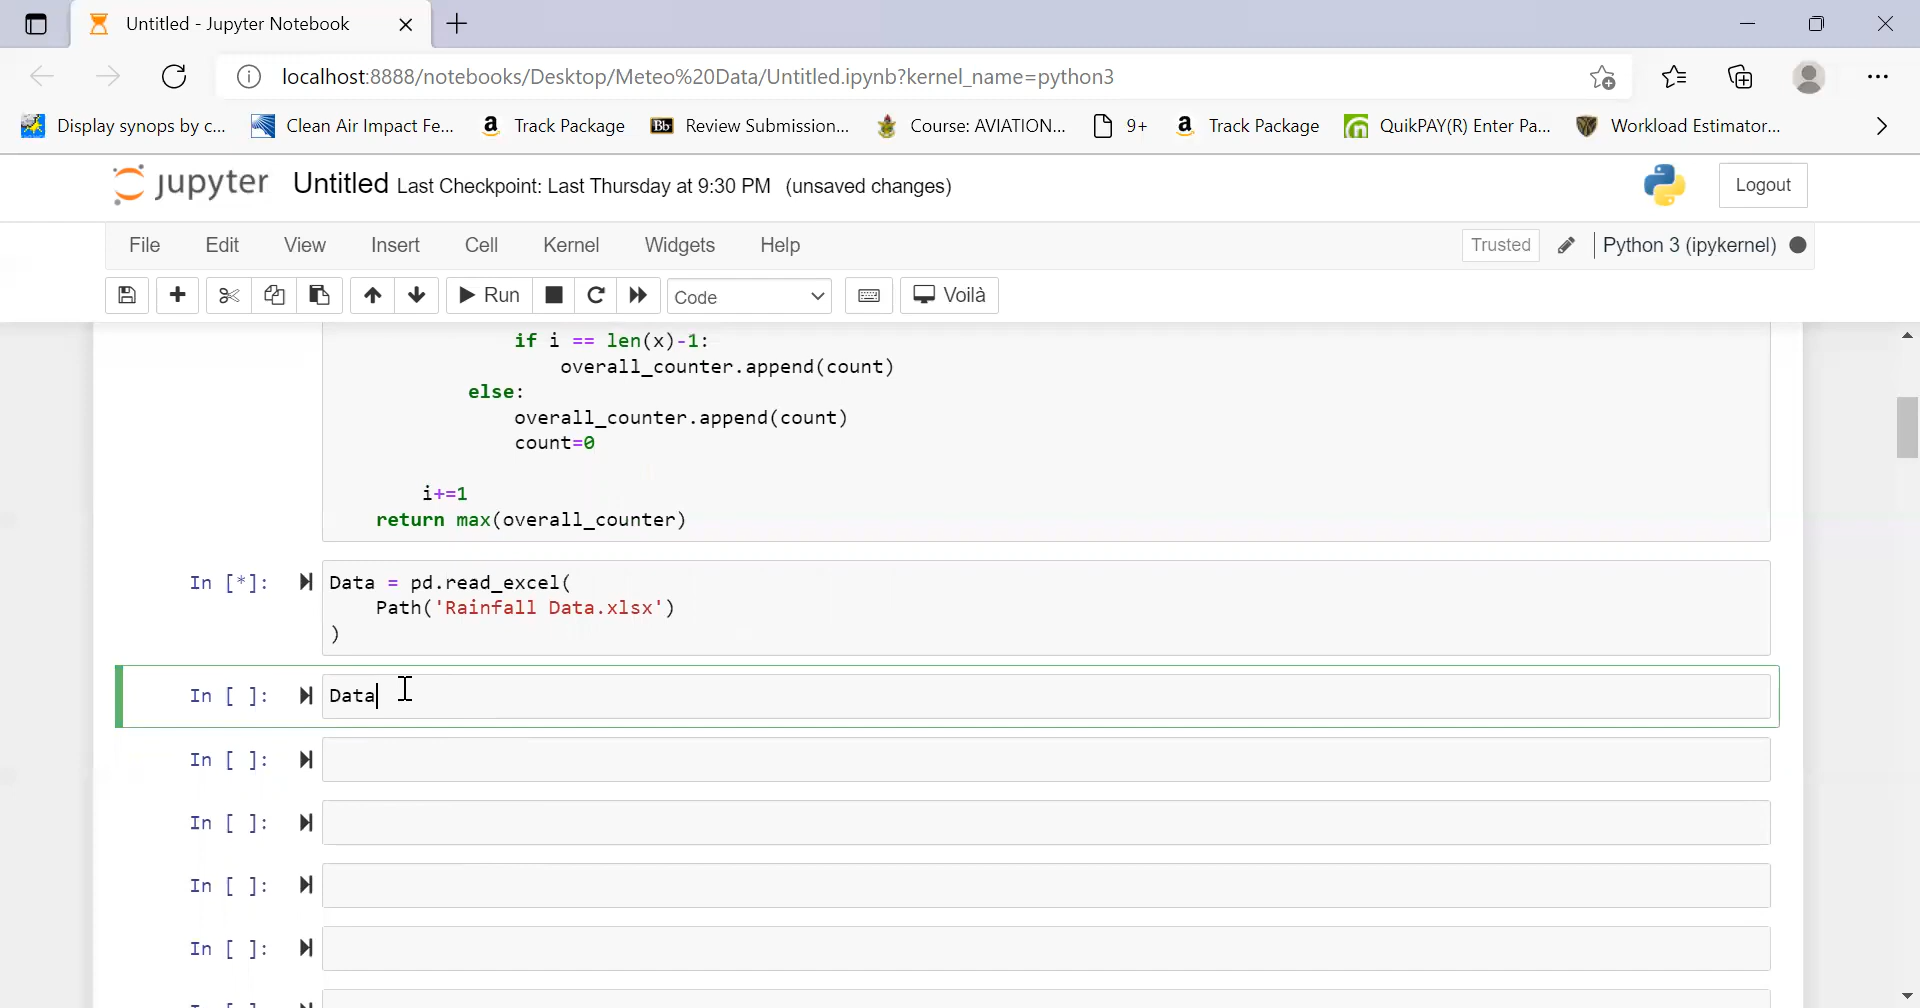 Untitled - Jupyter Notebook
localhost:8888/notebooks/Desktop/Meteo%20Data/Untitled.ipynb?kernel_name=python3
Display synops by c... Clean Air Impact Fe... a Track Package Bb Review Submission... Course: AVIATION... 9+ a Track Package QuikPAY(R) Enter Pa... Workload Estimator...
jupyter Untitled Last Checkpoint: Last Thursday at 9:30 PM (unsaved changes) Logout
File Edit View Insert Cell Kernel Widgets Help Trusted Python 3 (ipykernel)
Run Code Voilà
if i == len(x)-1:
overall_counter.append(count)
else:
overall_counter.append(count)
count=0
i+=1
return max(overall_counter)
In [*]: Data = pd.read_excel(
Path('Rainfall Data.xlsx')
)
In [ ]: Data
In [ ]:
In [ ]:
In [ ]:
In [ ]: